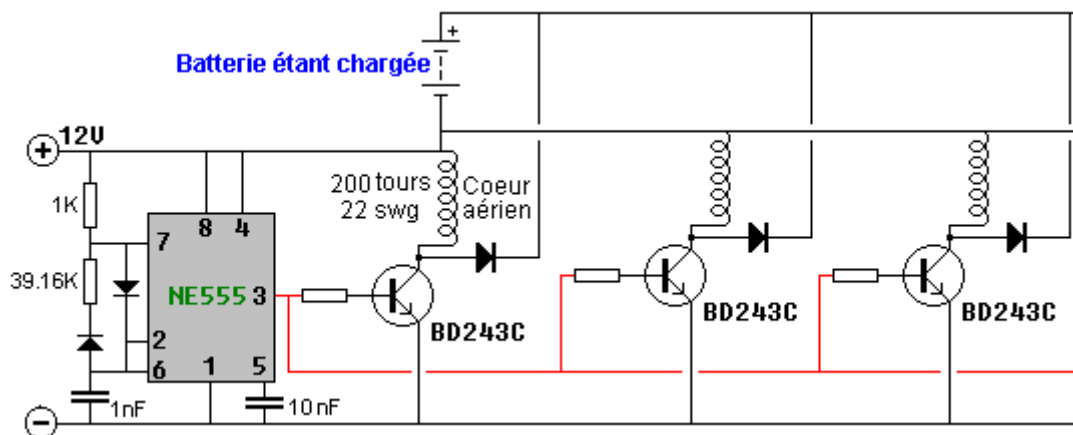 +
Batterie étant chargée
+ 12V
200 tours
22 swg
Coeur
aérien
1K
39.16K
7
8
4
NE555
3
2
6
1
5
BD243C
BD243C
BD243C
1nF
10nF
−